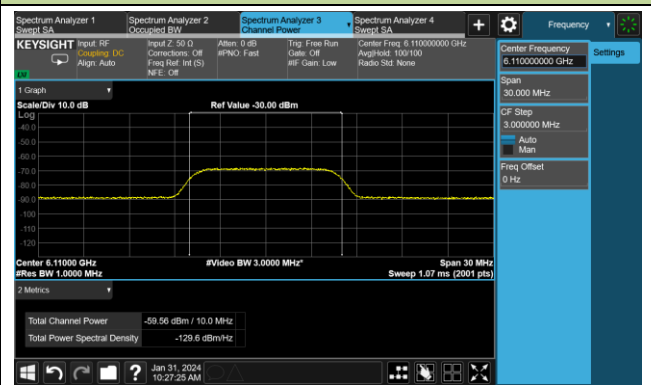 Spectrum Analyzer 1
Swept SA
Spectrum Analyzer 2
Occupied BW
Spectrum Analyzer 3
Channel Power
Spectrum Analyzer 4
Swept SA
+
Frequency
KEYSIGHT
Input: RF
Coupling: DC
Align: Auto
Input Z: 50 Ω
Corrections: Off
Freq Ref: Int (S)
NFE: Off
Atten: 0 dB
#PNO: Fast
Trig: Free Run
Gate: Off
#IF Gain: Low
Center Freq: 6.110000000 GHz
Avg|Hold: 100/100
Radio Std: None
1 Graph
Scale/Div 10.0 dB
Ref Value -30.00 dBm
Log
-40.0
-50.0
-60.0
-70.0
-80.0
-90.0
-100
-110
-120
Center 6.11000 GHz
#Video BW 3.0000 MHz*
Span 30 MHz
#Res BW 1.0000 MHz
Sweep 1.07 ms (2001 pts)
2 Metrics
Total Channel Power
-59.56 dBm / 10.0 MHz
Total Power Spectral Density
-129.6 dBm/Hz
?
Jan 31, 2024
10:27:25 AM
Center Frequency
6.110000000 GHz
Settings
Span
30.000 MHz
CF Step
3.000000 MHz
Auto
Man
Freq Offset
0 Hz